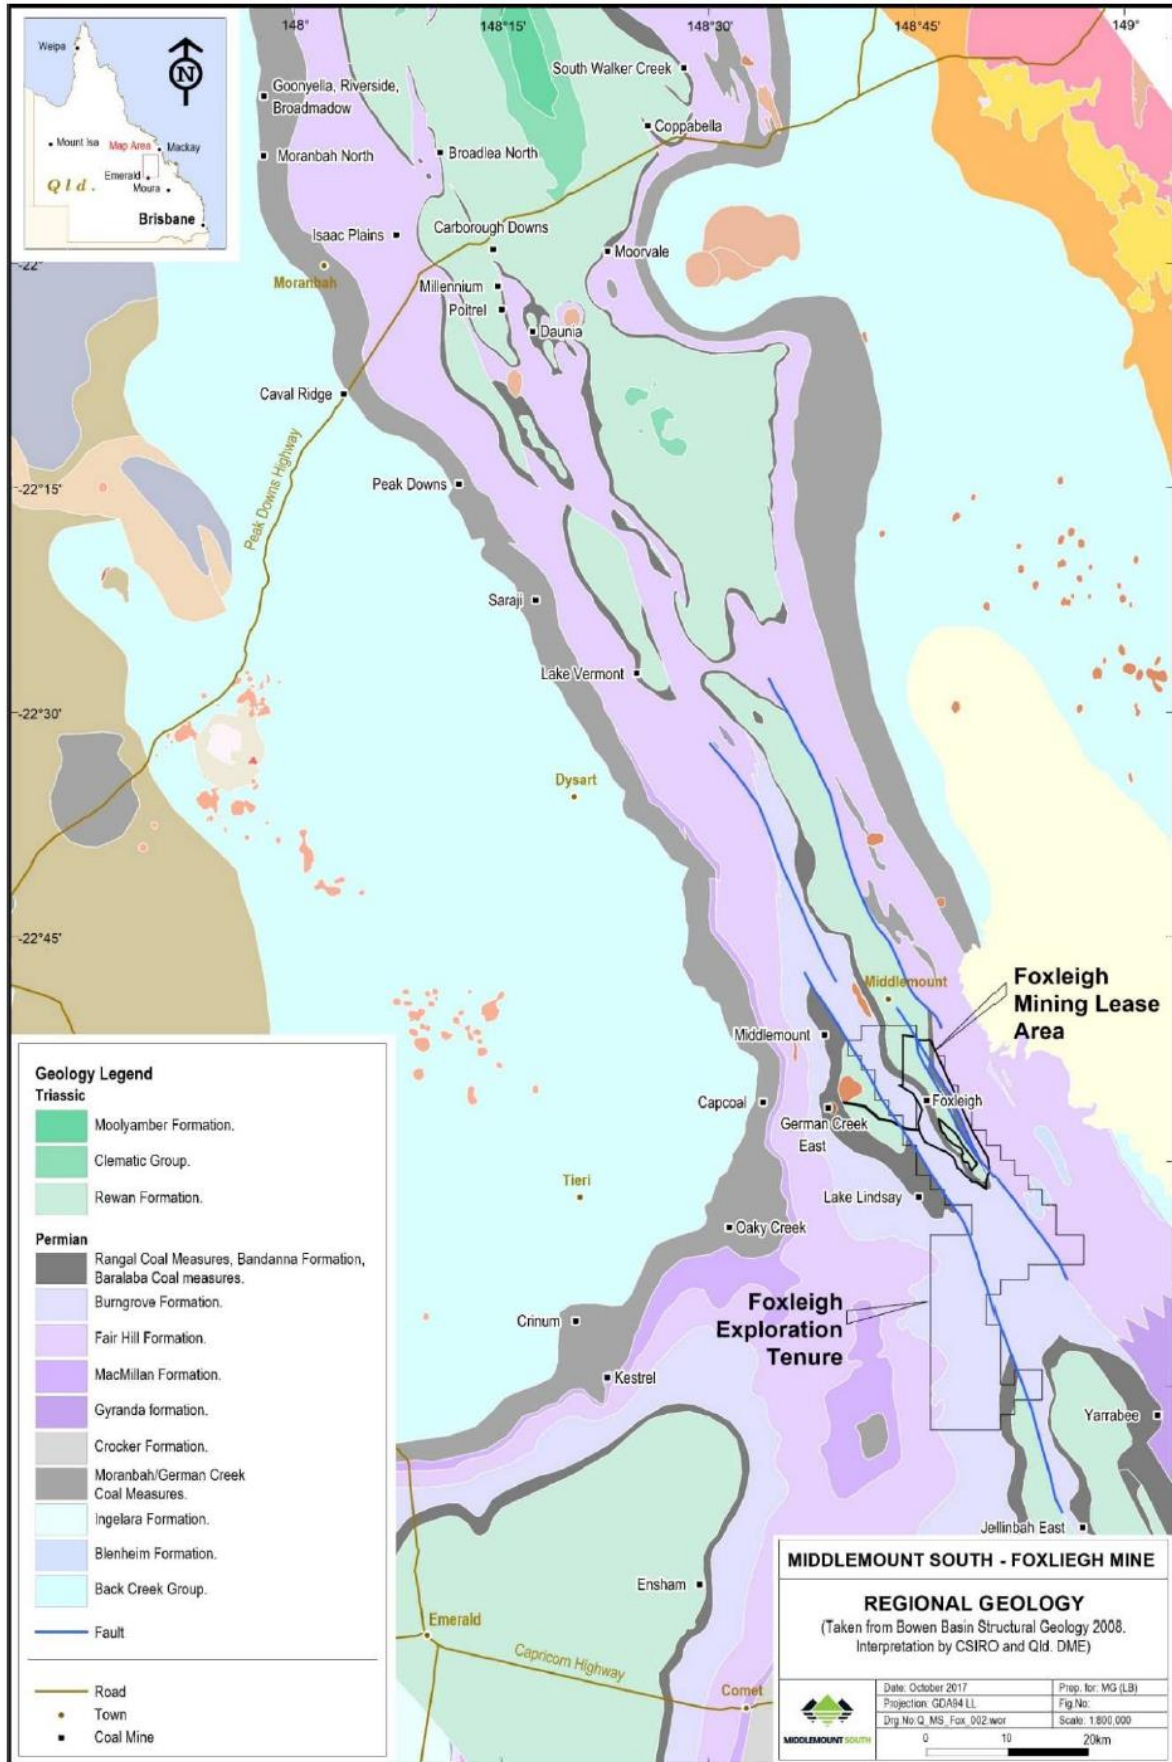 148°
148°15'
148°30'
148°45'
149°
Weipa
N
Mount Isa
Map Area
Mackay
Emerald
Qld.
Moura
Brisbane
South Walker Creek
Goonyella, Riverside,
Broadmadow
Coppabella
Moranbah North
Broadlea North
Isaac Plains
Carborough Downs
Moorvale
-22°
Moranbah
Millennium
Poitrel
Daunia
Caval Ridge
Peak Downs Highway
Peak Downs
-22°15'
Saraji
Lake Vermont
-22°30'
Dysart
-22°45'
Middlemount
Foxleigh
Mining Lease
Area
Middlemount
Capcoal
Foxleigh
German Creek
East
Tieri
Lake Lindsay
Oaky Creek
Foxleigh
Exploration
Tenure
Crinum
Kestrel
Yarrabee
Jellinbah East
Ensham
Emerald
Capricorn Highway
Comet
Geology Legend
Triassic
Moolyamber Formation.
Clematic Group.
Rewan Formation.
Permian
Rangal Coal Measures, Bandanna Formation,
Baralaba Coal measures.
Burngrove Formation.
Fair Hill Formation.
MacMillan Formation.
Gyranda formation.
Crocker Formation.
Moranbah/German Creek
Coal Measures.
Ingelara Formation.
Blenheim Formation.
Back Creek Group.
Fault
Road
Town
Coal Mine
MIDDLEMOUNT SOUTH - FOXLIEGH MINE
REGIONAL GEOLOGY
(Taken from Bowen Basin Structural Geology 2008.
Interpretation by CSIRO and Qld. DME)
MIDDLEMOUNT SOUTH
Date: October 2017
Prep. for: MG (LB)
Projection: GDA94 LL
Fig.No:
Drg.No:Q_MS_Fox_002.wor
Scale: 1:800,000
0 10 20km